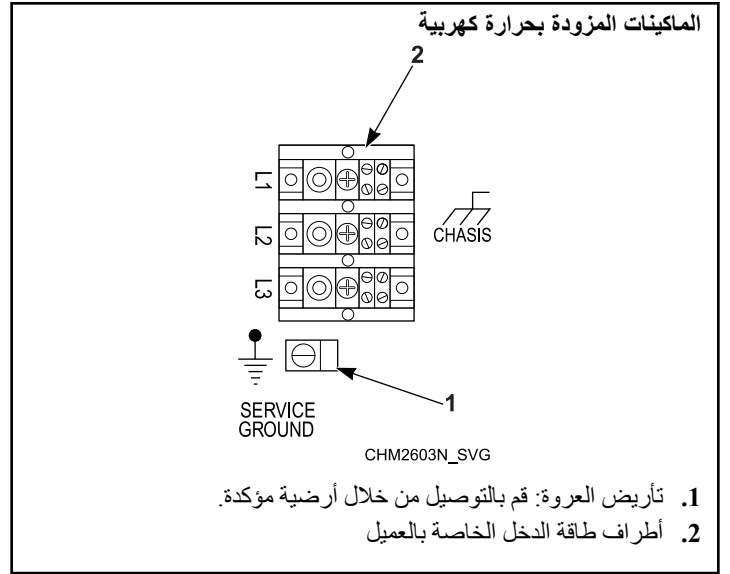 الماكينات المزودة بحرارة كهربية
2
L1
L2
CHASIS
L3
1
SERVICE
GROUND
CHM2603N_SVG
1. تأريض العروة: قم بالتوصيل من خلال أرضية مؤكدة.
2. أطراف طاقة الدخل الخاصة بالعميل